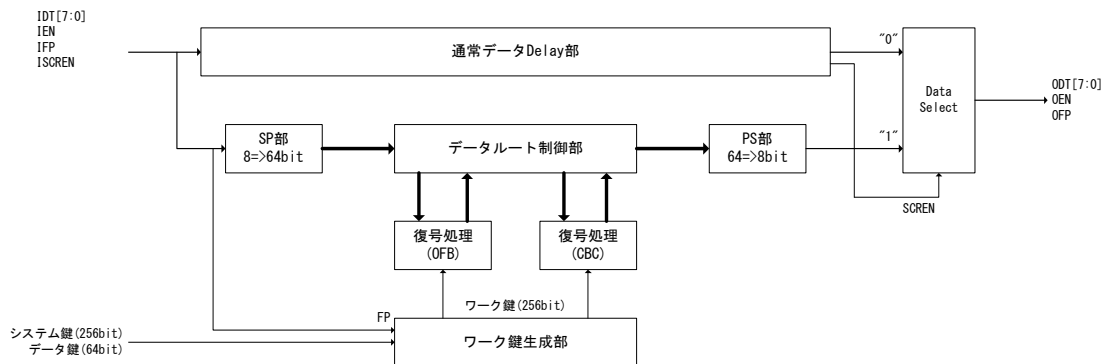 IDT[7:0]
IEN
IFP
ISCREN
通常データDelay部
"0"
Data
Select
ODT[7:0]
OEN
OFP
SP部
8=>64bit
データルート制御部
PS部
64=>8bit
"1"
SCREN
復号処理
(OFB)
復号処理
(CBC)
ワーク鍵(256bit)
FP
システム鍵(256bit)
データ鍵(64bit)
ワーク鍵生成部